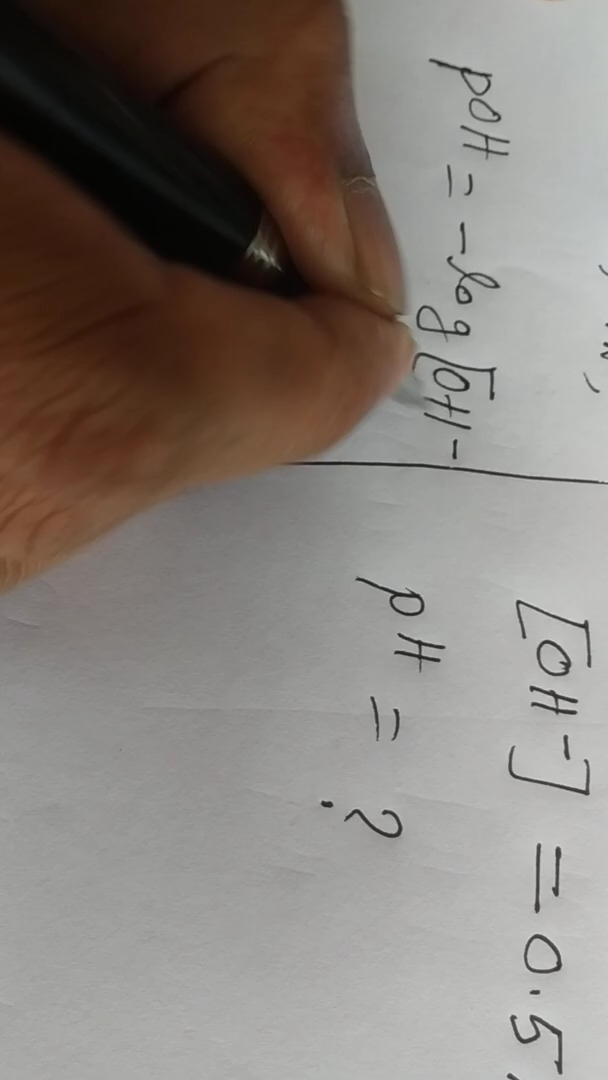 pOH = -log [OH-
[OH-] = 0.5
pH = ?